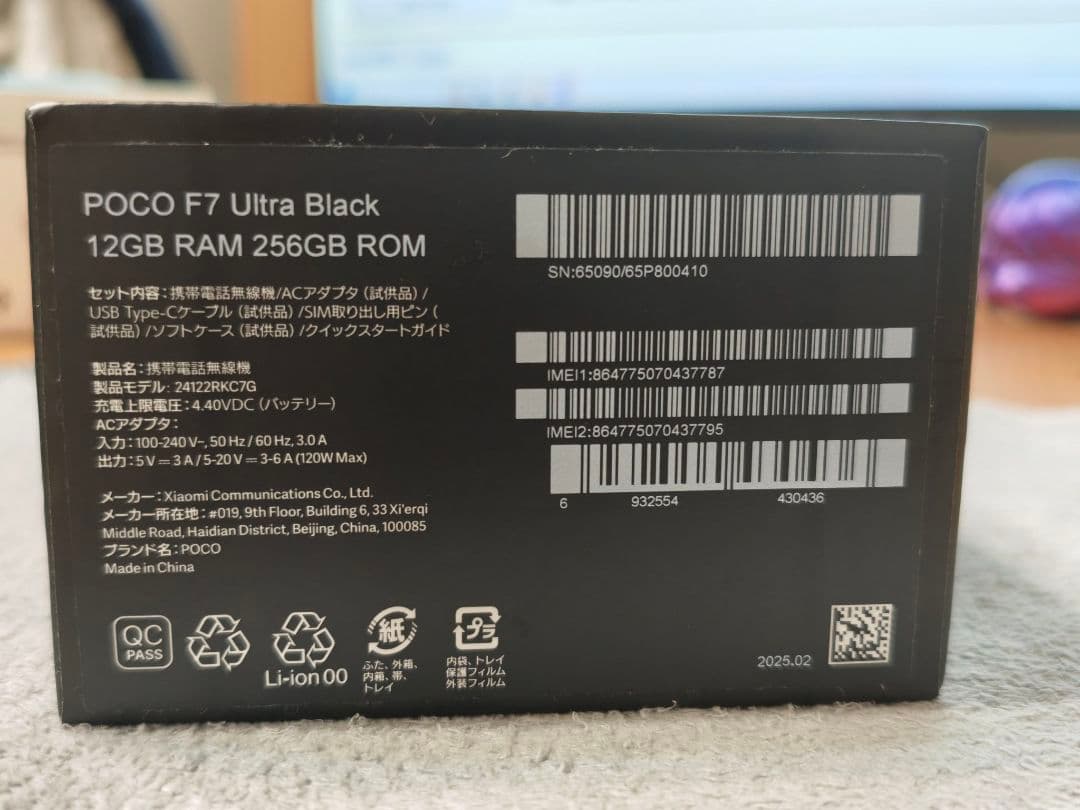 POCO F7 Ultra Black
12GB RAM 256GB ROM
セット内容：携帯電話無線機/ACアダプタ（試供品）/
USB Type-Cケーブル（試供品）/SIM取り出し用ピン（
試供品）/ソフトケース（試供品）/クイックスタートガイド
製品名：携帯電話無線機
製品モデル: 24122RKC7G
充電上限電圧：4.40VDC（バッテリー）
ACアダプタ：
入力：100-240 V~, 50 Hz / 60 Hz, 3.0 A
出力：5 V⎓3 A / 5-20 V⎓3-6 A (120W Max)
メーカー：Xiaomi Communications Co., Ltd.
メーカー所在地：#019, 9th Floor, Building 6, 33 Xi'erqi
Middle Road, Haidian District, Beijing, China, 100085
ブランド名：POCO
Made in China
SN:65090/65P800410
IMEI1:864775070437787
IMEI2:864775070437795
6 932554 430436
QC
PASS
Li-ion 00
紙
ふた、外箱、
内箱、帯、
トレイ
プラ
内袋、トレイ
保護フィルム
外装フィルム
2025.02